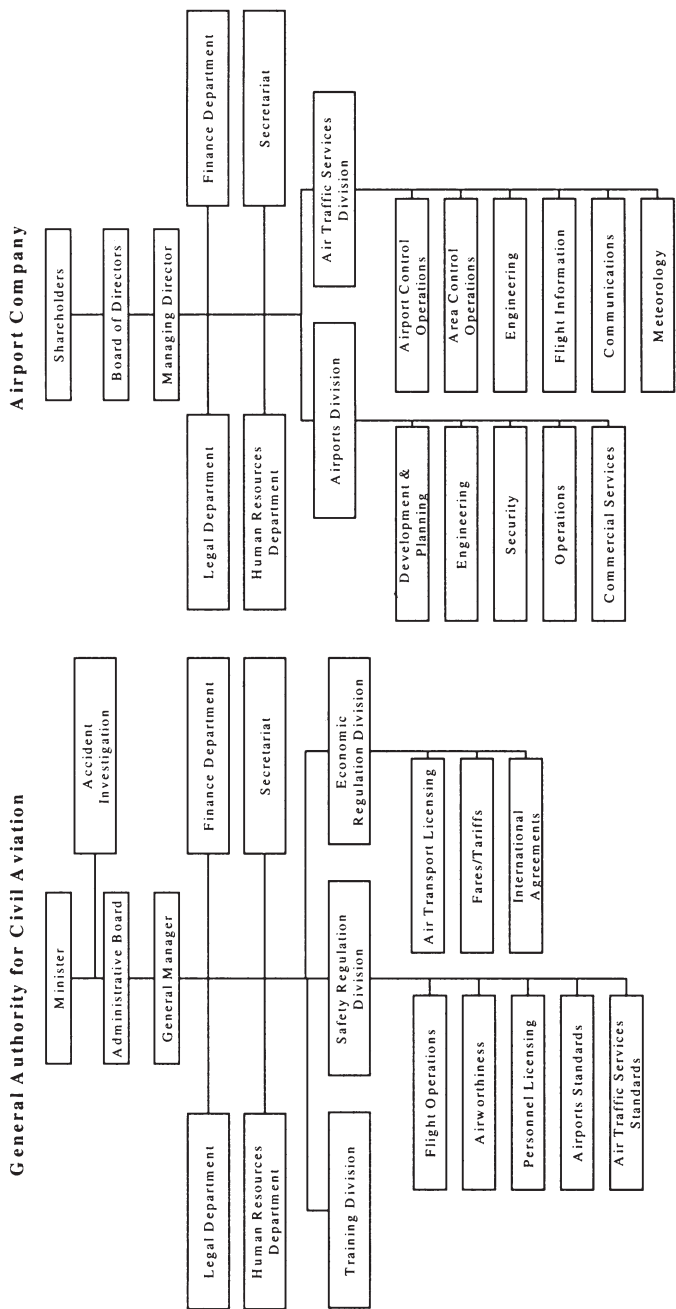 General Authority for Civil Aviation
Minister
Accident
Investigation
Administrative Board
General Manager
Legal Department
Finance Department
Human Resources
Department
Secretariat
Training Division
Safety Regulation
Division
Economic
Regulation Division
Flight Operations
Airworthiness
Personnel Licensing
Airports Standards
Air Traffic Services
Standards
Air Transport Licensing
Fares/Tariffs
International
Agreements
Airport Company
Shareholders
Board of Directors
Managing Director
Legal Department
Finance Department
Human Resources
Department
Secretariat
Airports Division
Air Traffic Services
Division
Development &
Planning
Engineering
Security
Operations
Commercial Services
Airport Control
Operations
Area Control
Operations
Engineering
Flight Information
Communications
Meteorology